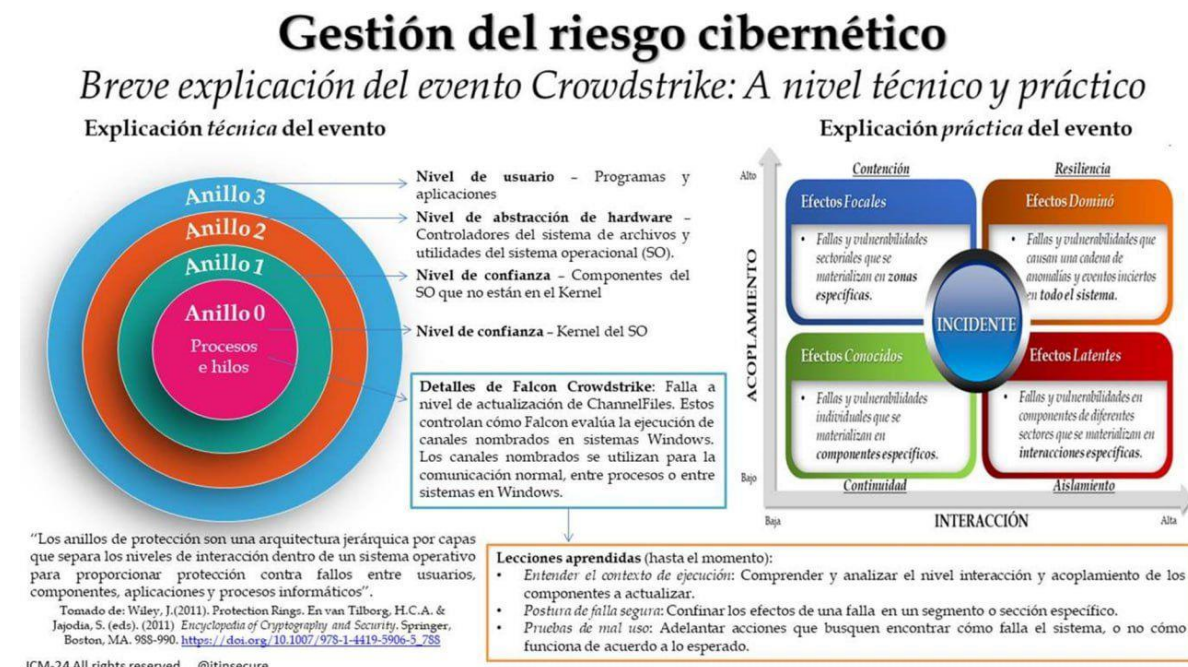 Gestión del riesgo cibernético
Breve explicación del evento Crowdstrike: A nivel técnico y práctico
Explicación técnica del evento
Anillo 3
Anillo 2
Anillo 1
Anillo 0
Procesos
e hilos
Nivel de usuario – Programas y
aplicaciones
Nivel de abstracción de hardware –
Controladores del sistema de archivos y
utilidades del sistema operacional (SO).
Nivel de confianza – Componentes del
SO que no están en el Kernel
Nivel de confianza – Kernel del SO
Detalles de Falcon Crowdstrike: Falla a
nivel de actualización de ChannelFiles. Estos
controlan cómo Falcon evalúa la ejecución de
canales nombrados en sistemas Windows.
Los canales nombrados se utilizan para la
comunicación normal, entre procesos o entre
sistemas en Windows.
"Los anillos de protección son una arquitectura jerárquica por capas
que separa los niveles de interacción dentro de un sistema operativo
para proporcionar protección contra fallos entre usuarios,
componentes, aplicaciones y procesos informáticos".
Tomado de: Wiley, J.(2011). Protection Rings. En van Tilborg, H.C.A. &
Jajodia, S. (eds). (2011) Encyclopedia of Cryptography and Security. Springer,
Boston, MA. 988-990. https://doi.org/10.1007/978-1-4419-5906-5_788
JCM-24 All rights reserved @itinsecure
Explicación práctica del evento
Alto
ACOPLAMIENTO
Bajo
Contención
Efectos Focales
• Fallas y vulnerabilidades
sectoriales que se
materializan en zonas
específicas.
Resiliencia
Efectos Dominó
• Fallas y vulnerabilidades que
causan una cadena de
anomalías y eventos inciertos
en todo el sistema.
INCIDENTE
Efectos Conocidos
• Fallas y vulnerabilidades
individuales que se
materializan en
componentes específicos.
Continuidad
Efectos Latentes
• Fallas y vulnerabilidades en
componentes de diferentes
sectores que se materializan en
interacciones específicas.
Aislamiento
Baja
INTERACCIÓN
Alta
Lecciones aprendidas (hasta el momento):
• Entender el contexto de ejecución: Comprender y analizar el nivel interacción y acoplamiento de los
componentes a actualizar.
• Postura de falla segura: Confinar los efectos de una falla en un segmento o sección específico.
• Pruebas de mal uso: Adelantar acciones que busquen encontrar cómo falla el sistema, o no cómo
funciona de acuerdo a lo esperado.